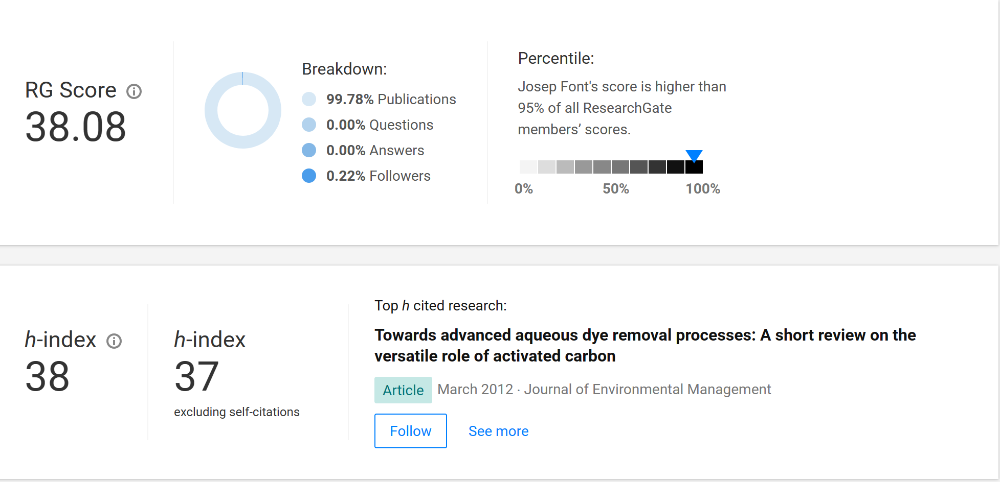 RG Score
38.08
Breakdown:
99.78% Publications
0.00% Questions
0.00% Answers
0.22% Followers
Percentile:
Josep Font's score is higher than
95% of all ResearchGate
members’ scores.
0% 50% 100%
h-index
38
h-index
37
excluding self-citations
Top h cited research:
Towards advanced aqueous dye removal processes: A short review on the
versatile role of activated carbon
Article March 2012 · Journal of Environmental Management
Follow See more